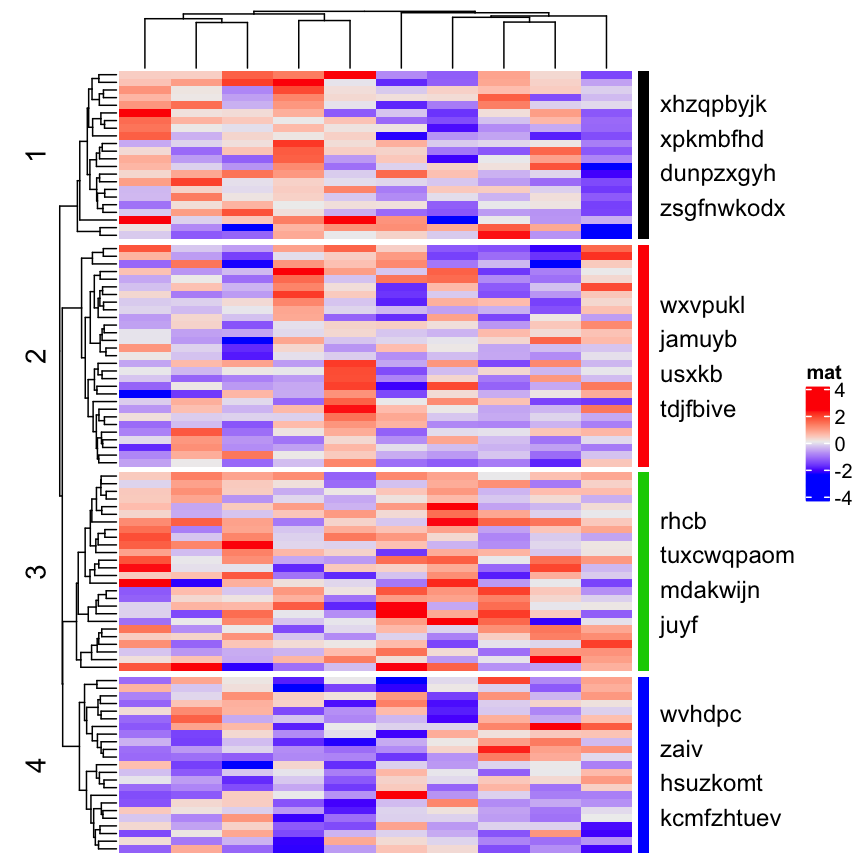 1
xhzqpbyjk
xpkmbfhd
dunpzxgyh
zsgfnwkodx
2
wxvpukl
jamuyb
usxkb
tdjfbive
mat
4
2
0
-2
-4
3
rhcb
tuxcwqpaom
mdakwijn
juyf
4
wvhdpc
zaiv
hsuzkomt
kcmfzhtuev